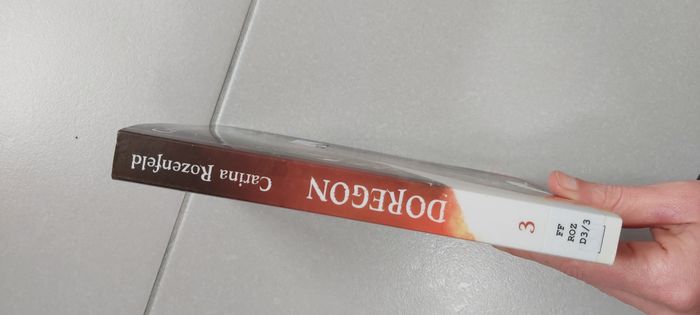 Carina Rozenfeld
DOREGON
3
FF
ROZ
D3/3